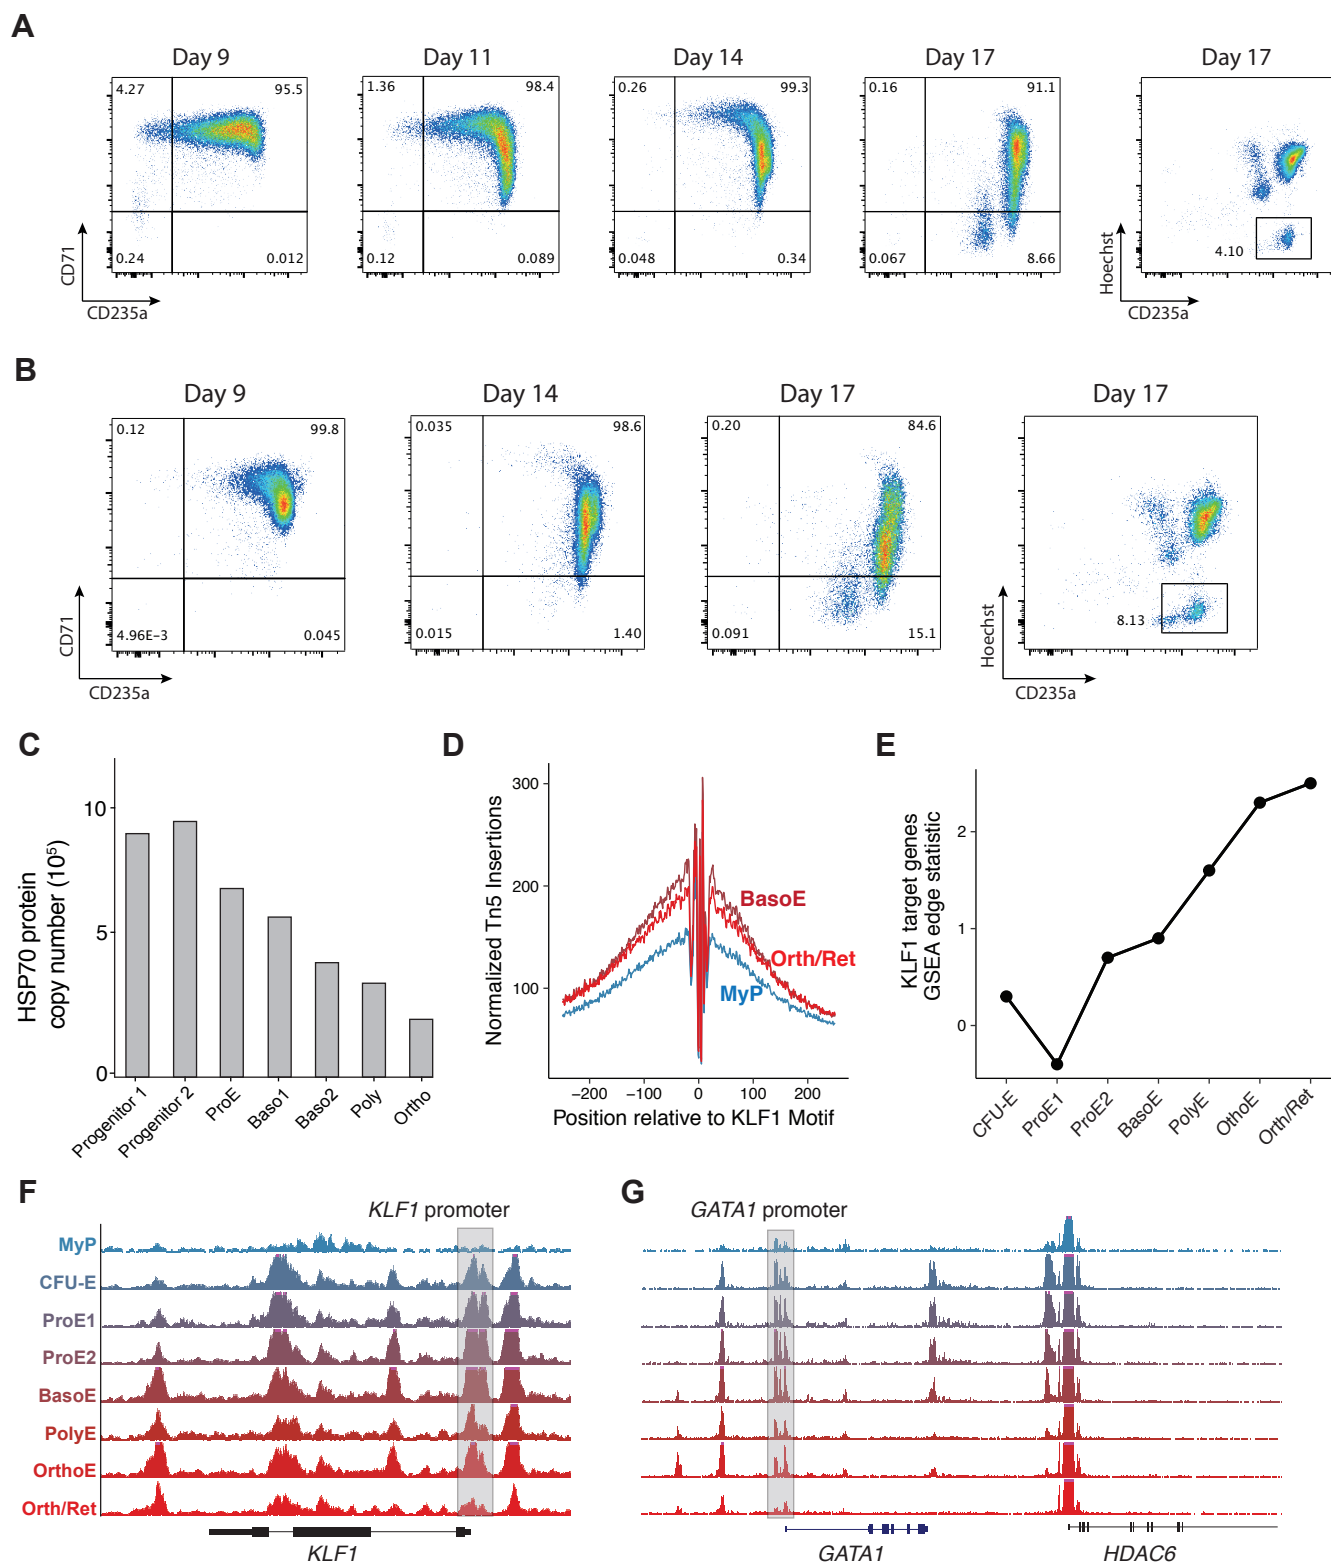 A
Day 9
Day 11
Day 14
Day 17
Day 17
4.27
95.5
0.24
0.012
1.36
98.4
0.12
0.089
0.26
99.3
0.048
0.34
0.16
91.1
0.067
8.66
4.10
CD71
CD235a
Hoechst
CD235a
B
Day 9
Day 14
Day 17
Day 17
0.12
99.8
4.96E-3
0.045
0.035
98.6
0.015
1.40
0.20
84.6
0.091
15.1
8.13
CD71
CD235a
Hoechst
CD235a
C
HSP70 protein
copy number (10⁵)
10
5
0
Progenitor 1
Progenitor 2
ProE
Baso1
Baso2
Poly
Ortho
D
Normalized Tn5 Insertions
300
200
100
BasoE
Orth/Ret
MyP
−200
−100
0
100
200
Position relative to KLF1 Motif
E
KLF1 target genes
GSEA edge statistic
2
1
0
CFU-E
ProE1
ProE2
BasoE
PolyE
OthoE
Orth/Ret
F
KLF1 promoter
MyP
CFU-E
ProE1
ProE2
BasoE
PolyE
OrthoE
Orth/Ret
KLF1
G
GATA1 promoter
GATA1
HDAC6